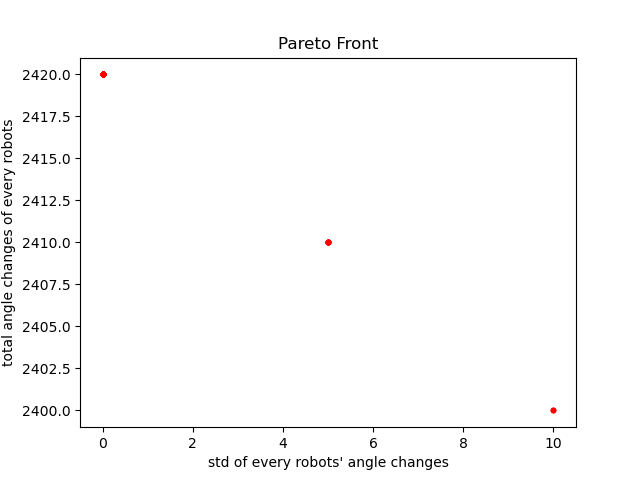 Pareto Front
total angle changes of every robots
2420.0
2417.5
2415.0
2412.5
2410.0
2407.5
2405.0
2402.5
2400.0
0 2 4 6 8 10
std of every robots' angle changes